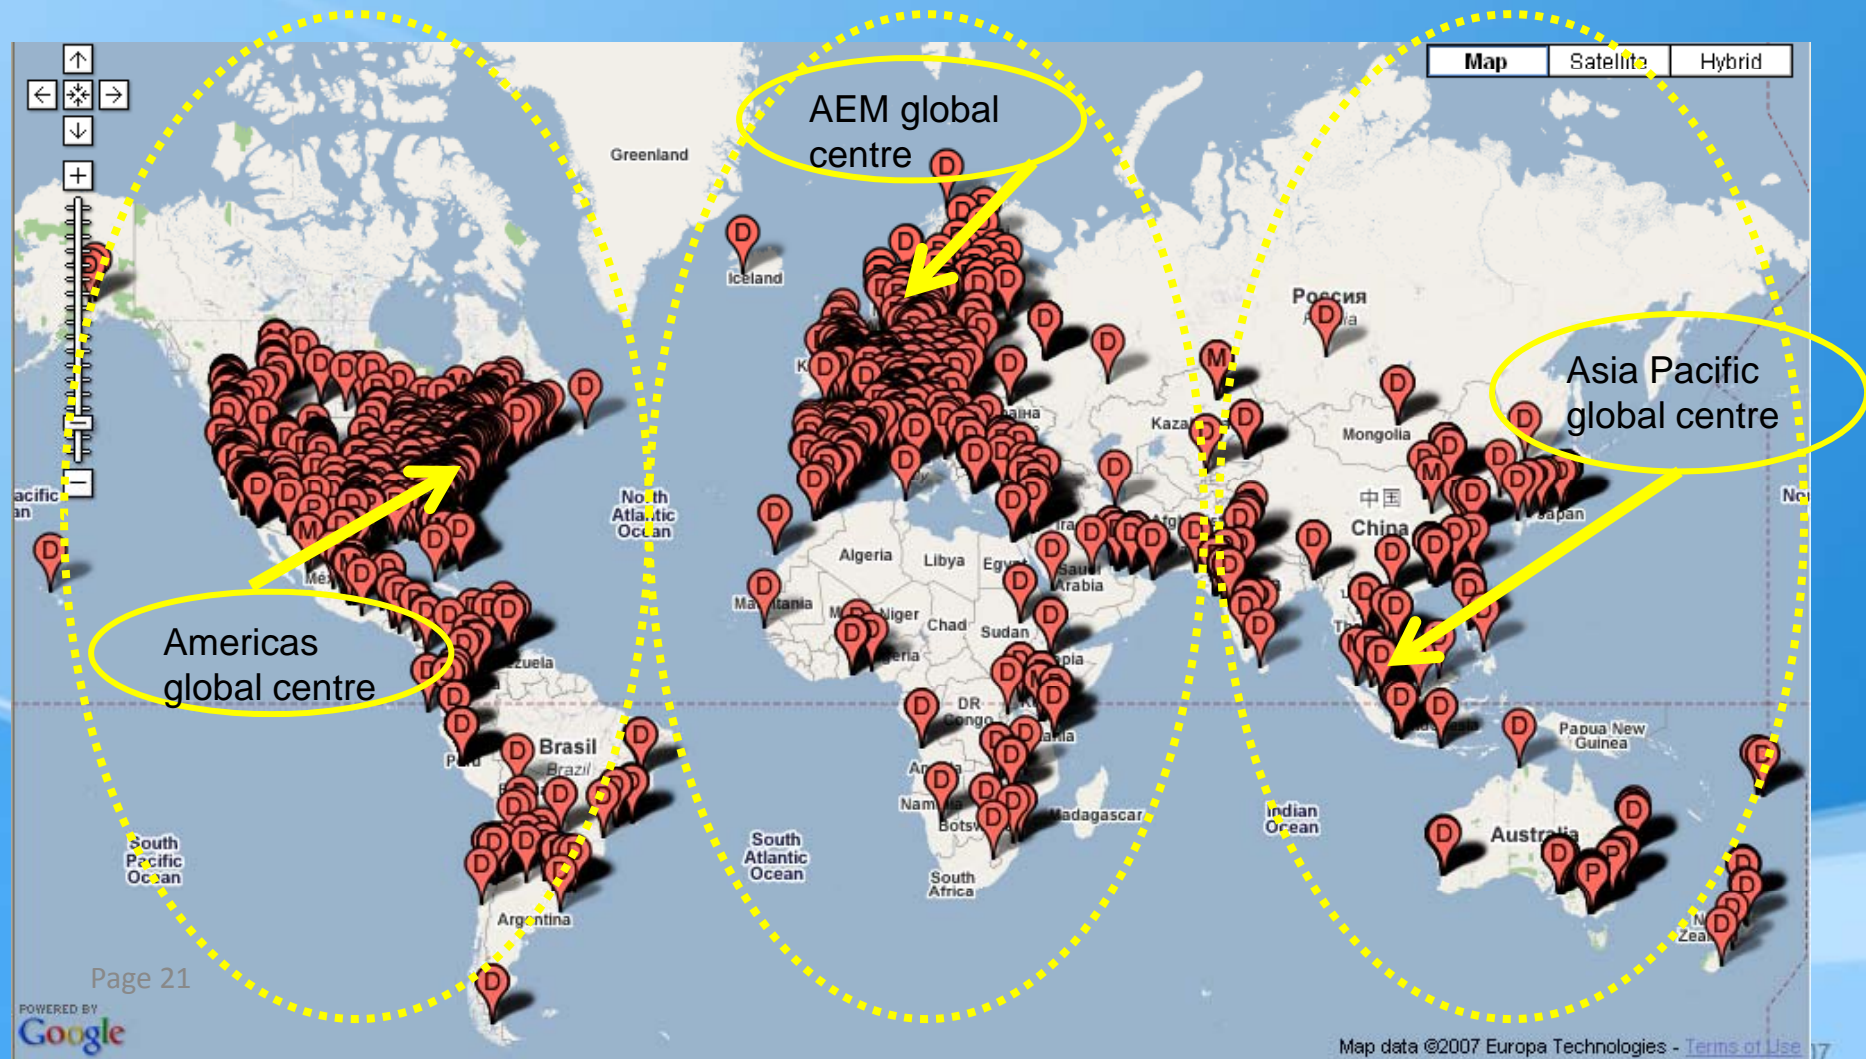 Map
Satellite
Hybrid
AEM global
centre
Greenland
Iceland
Россия
Asia Pacific
global centre
Mongolia
中国
China
Japan
North
Atlantic
Ocean
Algeria
Libya
Saudi
Arabia
Niger
Chad
Sudan
Americas
global centre
DR
Congo
Papua New
Guinea
Brasil
Brazil
Madagascar
Indian
Ocean
Australia
South
Pacific
Ocean
South
Atlantic
Ocean
South
Africa
Argentina
Page 21
POWERED BY
Google
Map data ©2007 Europa Technologies - Terms of Use